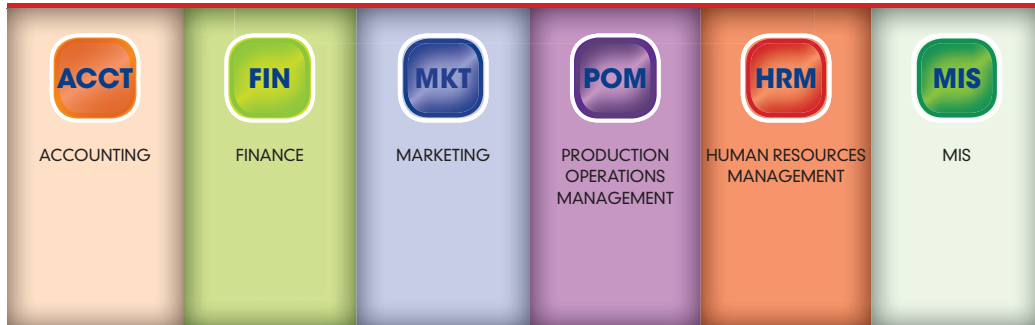 ACCT
ACCOUNTING
FIN
FINANCE
MKT
MARKETING
POM
PRODUCTION
OPERATIONS
MANAGEMENT
HRM
HUMAN RESOURCES
MANAGEMENT
MIS
MIS